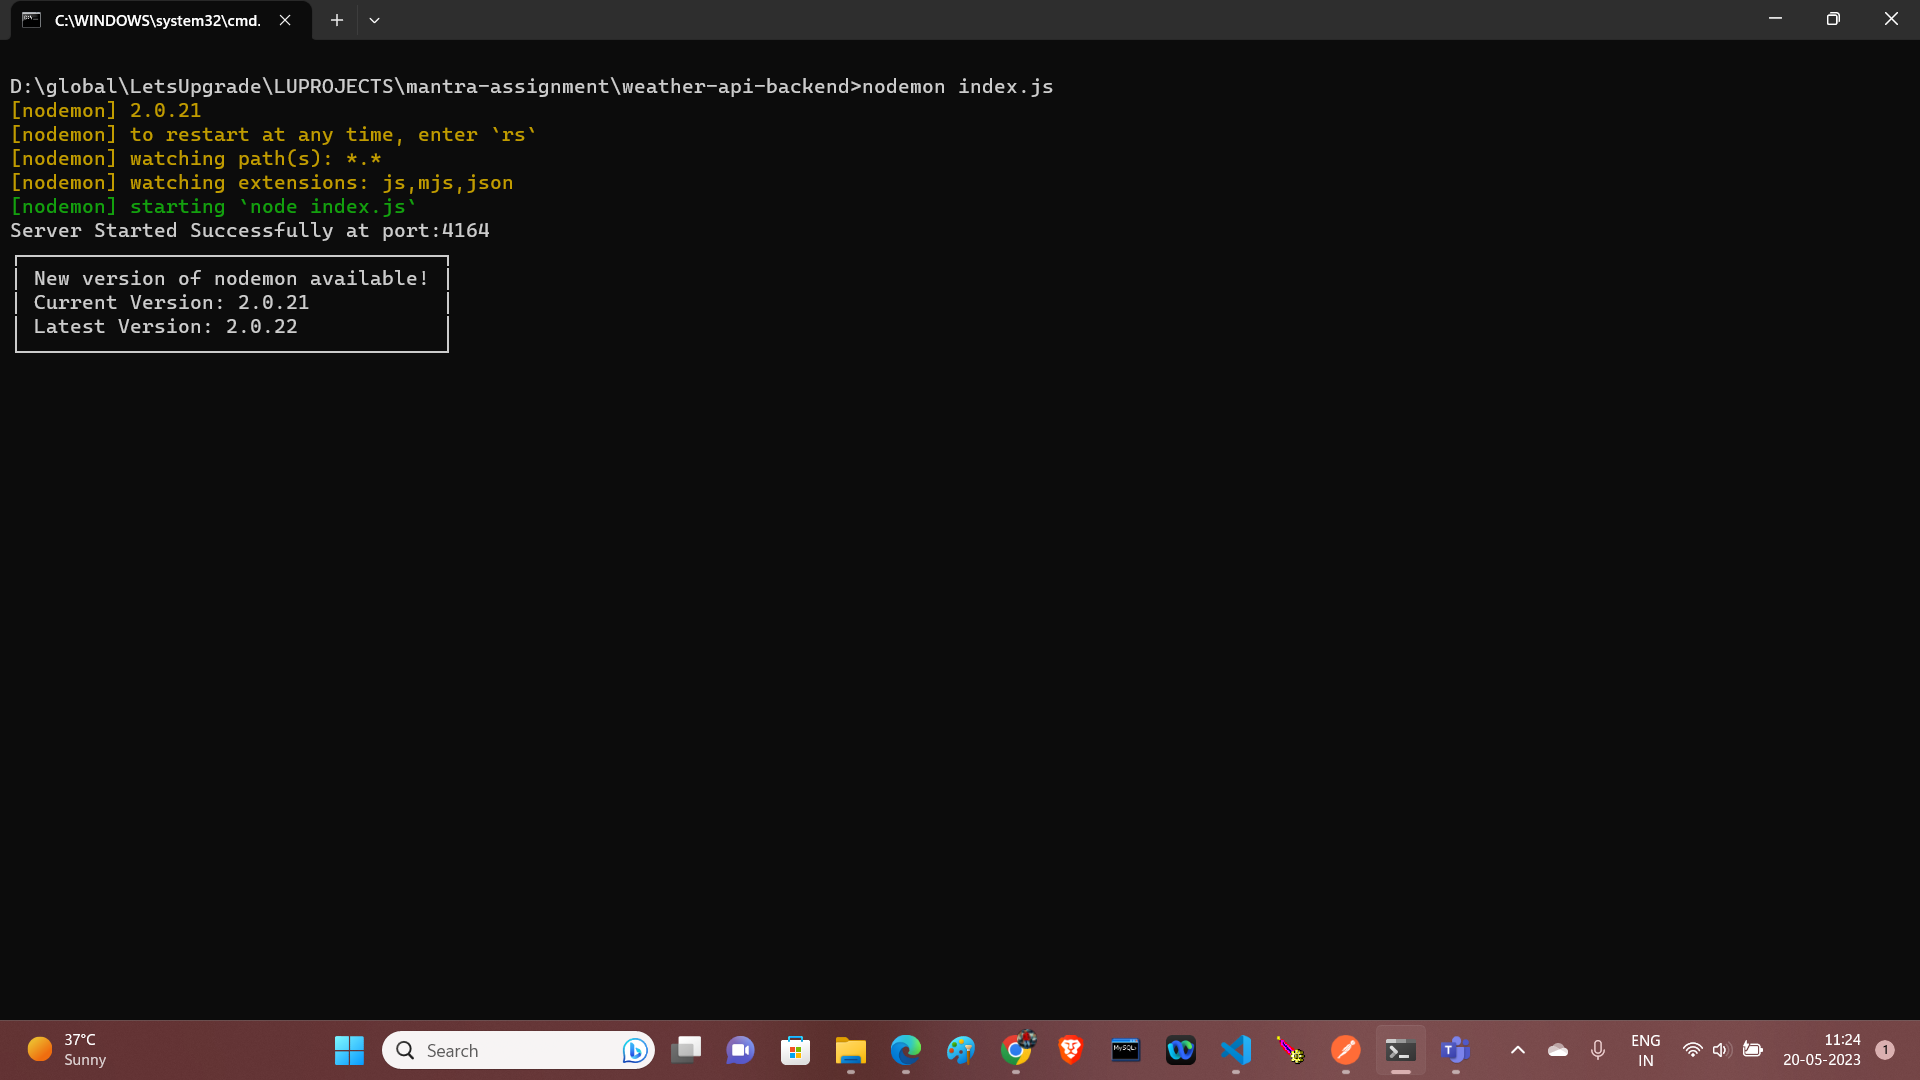 C:\WINDOWS\system32\cmd.
D:\global\LetsUpgrade\LUPROJECTS\mantra-assignment\weather-api-backend>nodemon index.js
[nodemon] 2.0.21
[nodemon] to restart at any time, enter `rs`
[nodemon] watching path(s): *.*
[nodemon] watching extensions: js,mjs,json
[nodemon] starting `node index.js`
Server Started Successfully at port:4164
New version of nodemon available!
Current Version: 2.0.21
Latest Version: 2.0.22
37°C
Sunny
Search
MySQL
ENG
IN
11:24
20-05-2023
1